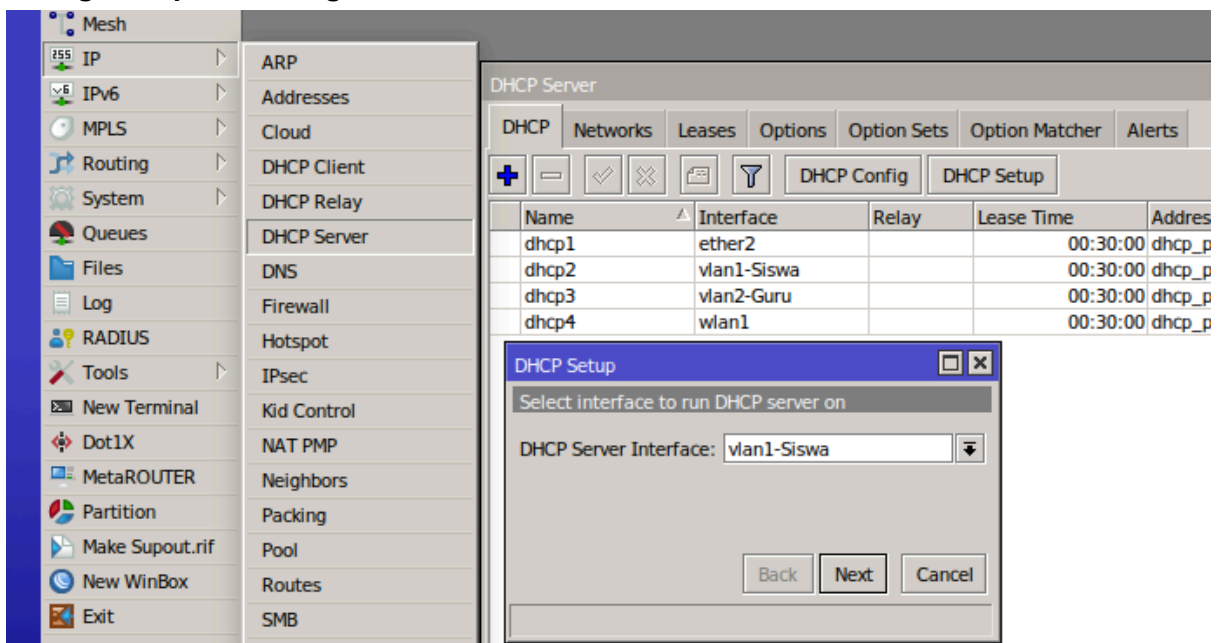 Mesh
IP
IPv6
MPLS
Routing
System
Queues
Files
Log
RADIUS
Tools
New Terminal
Dot1X
MetaROUTER
Partition
Make Supout.rif
New WinBox
Exit
ARP
Addresses
Cloud
DHCP Client
DHCP Relay
DHCP Server
DNS
Firewall
Hotspot
IPsec
Kid Control
NAT PMP
Neighbors
Packing
Pool
Routes
SMB
DHCP Server
DHCP Networks Leases Options Option Sets Option Matcher Alerts
DHCP Config DHCP Setup
Name Interface Relay Lease Time Addres
dhcp1 ether2 00:30:00 dhcp_p
dhcp2 vlan1-Siswa 00:30:00 dhcp_p
dhcp3 vlan2-Guru 00:30:00 dhcp_p
dhcp4 wlan1 00:30:00 dhcp_p
DHCP Setup
Select interface to run DHCP server on
DHCP Server Interface: vlan1-Siswa
Back Next Cancel